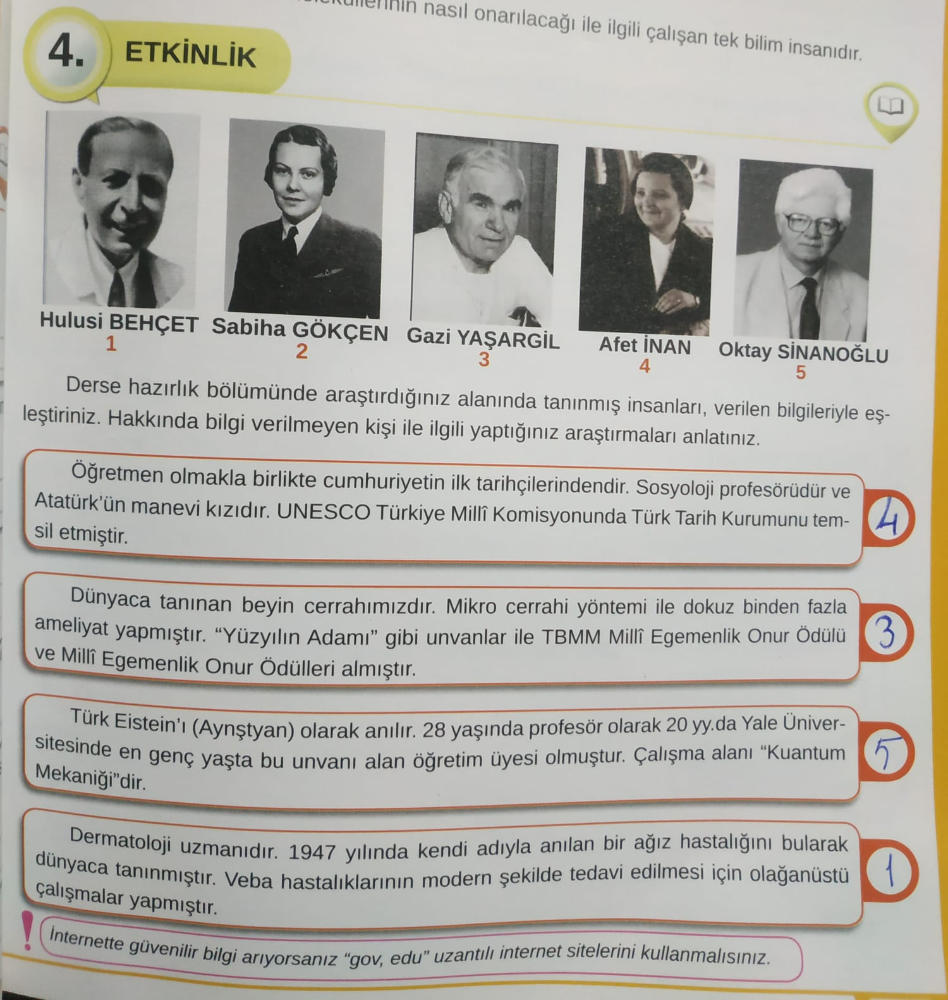 nasıl onarılacağı ile ilgili çalışan tek bilim insanıdır.
4. ETKİNLİK
Hulusi BEHÇET Sabiha GÖKÇEN Gazi YAŞARGİL Afet İNAN Oktay SİNANOĞLU
1 2 3 4 5
Derse hazırlık bölümünde araştırdığınız alanında tanınmış insanları, verilen bilgileriyle eş-
leştiriniz. Hakkında bilgi verilmeyen kişi ile ilgili yaptığınız araştırmaları anlatınız.
Öğretmen olmakla birlikte cumhuriyetin ilk tarihçilerindendir. Sosyoloji profesörüdür ve
Atatürk’ün manevi kızıdır. UNESCO Türkiye Millî Komisyonunda Türk Tarih Kurumunu tem-
sil etmiştir.
4
Dünyaca tanınan beyin cerrahımızdır. Mikro cerrahi yöntemi ile dokuz binden fazla
ameliyat yapmıştır. “Yüzyılın Adamı” gibi unvanlar ile TBMM Millî Egemenlik Onur Ödülü
ve Millî Egemenlik Onur Ödülleri almıştır.
3
Türk Eistein’ı (Aynştyan) olarak anılır. 28 yaşında profesör olarak 20 yy.da Yale Üniver-
sitesinde en genç yaşta bu unvanı alan öğretim üyesi olmuştur. Çalışma alanı “Kuantum
Mekaniği”dir.
5
Dermatoloji uzmanıdır. 1947 yılında kendi adıyla anılan bir ağız hastalığını bularak
dünyaca tanınmıştır. Veba hastalıklarının modern şekilde tedavi edilmesi için olağanüstü
çalışmalar yapmıştır.
1
! İnternette güvenilir bilgi arıyorsanız “gov, edu” uzantılı internet sitelerini kullanmalısınız.